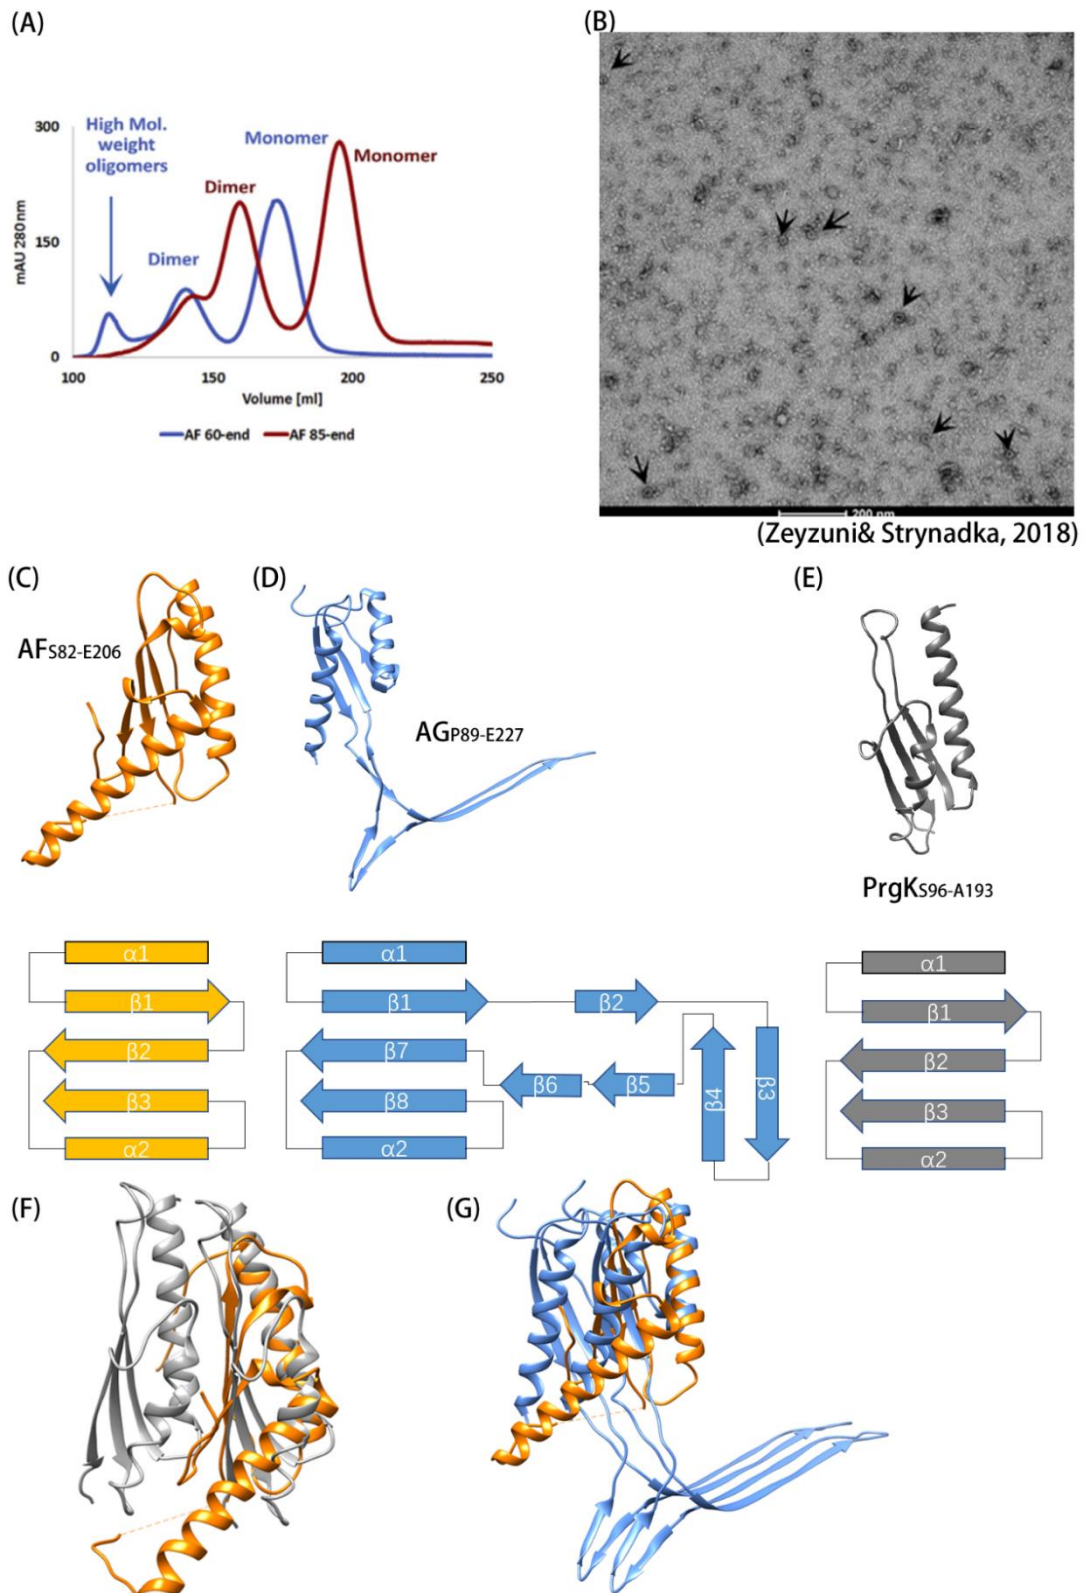 (A)
300
150
0
mAU 280nm
High Mol.
weight
oligomers
Dimer
Dimer
Monomer
Monomer
100
150
200
250
Volume [ml]
AF 60-end
AF 85-end
(B)
200 nm
(Zeyzuni& Strynadka, 2018)
(C)
AFS82-E206
(D)
AGP89-E227
(E)
PrgKS96-A193
α1
β1
β2
β3
α2
α1
β1
β2
β7
β6
β5
β4
β3
β8
α2
α1
β1
β2
β3
α2
(F)
(G)